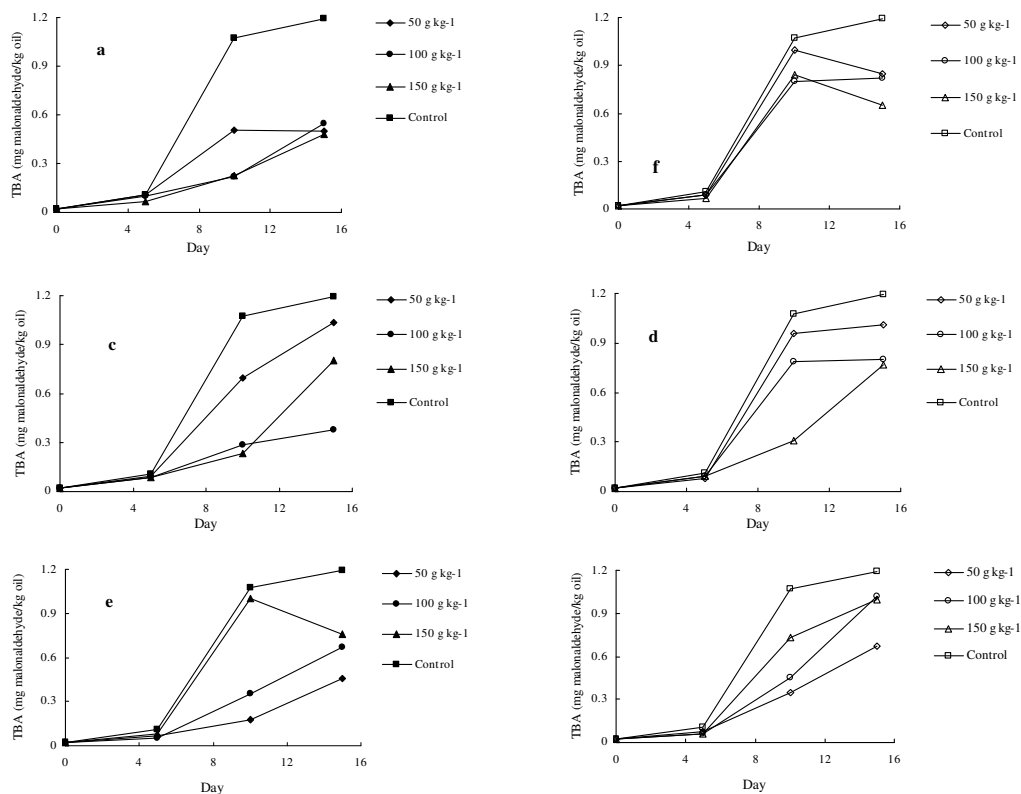 TBA (mg malonaldehyde/kg oil)
1.2
0.9
0.6
0.3
0
0
4
8
12
16
Day
a
50 g kg-1
100 g kg-1
150 g kg-1
Control
TBA (mg malonaldehyde/kg oil)
1.2
0.9
0.6
0.3
0
0
4
8
12
16
Day
f
50 g kg-1
100 g kg-1
150 g kg-1
Control
TBA (mg malonaldehyde/kg oil)
1.2
0.9
0.6
0.3
0
0
4
8
12
16
Day
c
50 g kg-1
100 g kg-1
150 g kg-1
Control
TBA (mg malonaldehyde/kg oil)
1.2
0.9
0.6
0.3
0
0
4
8
12
16
Day
d
50 g kg-1
100 g kg-1
150 g kg-1
Control
TBA (mg malonaldehyde/kg oil)
1.2
0.9
0.6
0.3
0
0
4
8
12
16
Day
e
50 g kg-1
100 g kg-1
150 g kg-1
Control
TBA (mg malonaldehyde/kg oil)
1.2
0.9
0.6
0.3
0
0
4
8
12
16
Day
50 g kg-1
100 g kg-1
150 g kg-1
Control